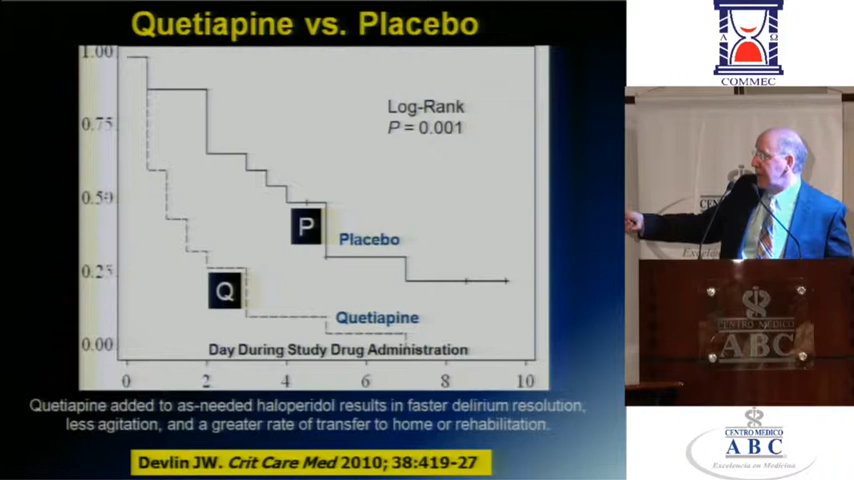 Quetiapine vs. Placebo
1.00
0.75
0.50
0.25
0.00
Log-Rank
P = 0.001
P
Placebo
Q
Quetiapine
Day During Study Drug Administration
0 2 4 6 8 10
Quetiapine added to as-needed haloperidol results in faster delirium resolution,
less agitation, and a greater rate of transfer to home or rehabilitation.
Devlin JW. Crit Care Med 2010; 38:419-27
Α Ω
COMMEC
CENTRO MEDICO
ABC
CENTRO MEDICO
ABC
Excelencia en Medicina